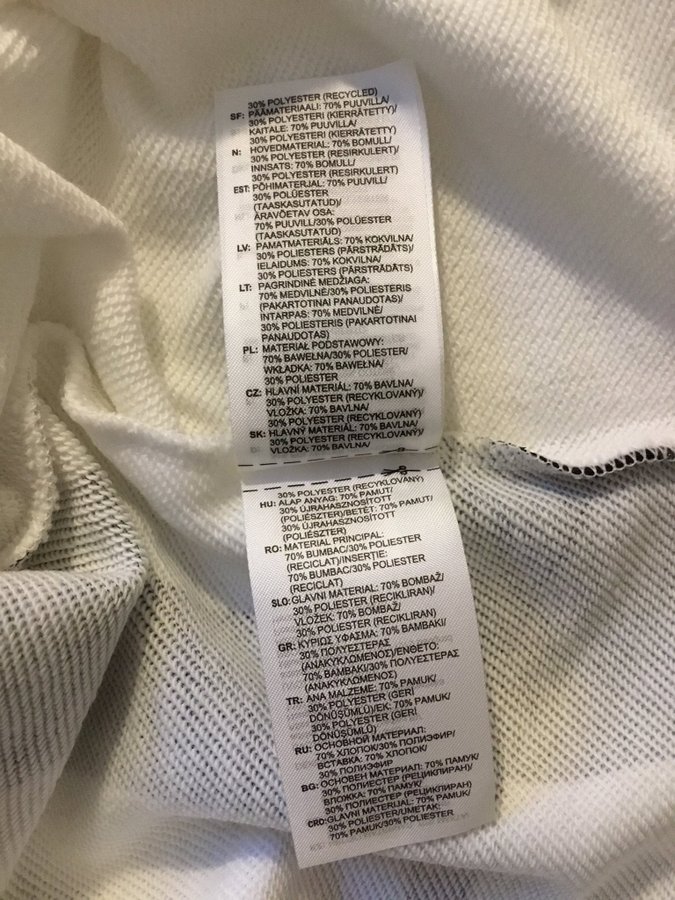 30% POLYESTER (RECYCLED)
SF: PÄÄMATERIAALI: 70% PUUVILLA/
30% POLYESTERI (KIERRÄTETTY)/
KAITALE: 70% PUUVILLA/
30% POLYESTERI (KIERRÄTETTY)
N: HOVEDMATERIAL: 70% BOMULL/
30% POLYESTER (RESIRKULERT)/
INNSATS: 70% BOMULL/
30% POLYESTER (RESIRKULERT)
EST: PÕHIMATERJAL: 70% PUUVILL/
30% POLÜESTER
(TAASKASUTATUD)/
ÄRAVÕETAV OSA:
70% PUUVILL/30% POLÜESTER
(TAASKASUTATUD)
LV: PAMATMATERIĀLS: 70% KOKVILNA/
30% POLIESTERS (PĀRSTRĀDĀTS)/
IELAIDUMS: 70% KOKVILNA/
30% POLIESTERS (PĀRSTRĀDĀTS)
LT: PAGRINDINĖ MEDŽIAGA:
70% MEDVILNĖ/30% POLIESTERIS
(PAKARTOTINAI PANAUDOTAS)/
INTARPAS: 70% MEDVILNĖ/
30% POLIESTERIS (PAKARTOTINAI
PANAUDOTAS)
PL: MATERIAŁ PODSTAWOWY:
70% BAWEŁNA/30% POLIESTER/
WKŁADKA: 70% BAWEŁNA/
30% POLIESTER
CZ: HLAVNÍ MATERIÁL: 70% BAVLNA/
30% POLYESTER (RECYKLOVANÝ)/
VLOŽKA: 70% BAVLNA/
30% POLYESTER (RECYKLOVANÝ)
SK: HLAVNÝ MATERIÁL: 70% BAVLNA/
30% POLYESTER (RECYKLOVANÝ)/
VLOŽKA: 70% BAVLNA/
30% POLYESTER (RECYKLOVANÝ)
HU: ALAP ANYAG: 70% PAMUT/
30% ÚJRAHASZNOSÍTOTT
(POLIÉSZTER)/BETÉT: 70% PAMUT/
30% ÚJRAHASZNOSÍTOTT
(POLIÉSZTER)
RO: MATERIAL PRINCIPAL:
70% BUMBAC/30% POLIESTER
(RECICLAT)/INSERŢIE:
70% BUMBAC/30% POLIESTER
(RECICLAT)
SLO: GLAVNI MATERIAL: 70% BOMBAŽ/
30% POLIESTER (RECIKLIRAN)/
VLOŽEK: 70% BOMBAŽ/
30% POLIESTER (RECIKLIRAN)
GR: ΚΥΡΙΩΣ ΥΦΑΣΜΑ: 70% ΒΑΜΒΑΚΙ/
30% ΠΟΛΥΕΣΤΕΡΑΣ
(ΑΝΑΚΥΚΛΩΜΕΝΟΣ)/ΕΝΘΕΤΟ:
70% ΒΑΜΒΑΚΙ/30% ΠΟΛΥΕΣΤΕΡΑΣ
(ΑΝΑΚΥΚΛΩΜΕΝΟΣ)
TR: ANA MALZEME: 70% PAMUK/
30% POLYESTER (GERİ
DÖNÜŞÜMLÜ)/EK: 70% PAMUK/
30% POLYESTER (GERİ
DÖNÜŞÜMLÜ)
RU: ОСНОВНОЙ МАТЕРИАЛ:
70% ХЛОПОК/30% ПОЛИЭФИР/
ВСТАВКА: 70% ХЛОПОК/
30% ПОЛИЭФИР
BG: ОСНОВЕН МАТЕРИАЛ: 70% ПАМУК/
30% ПОЛИЕСТЕР (РЕЦИКЛИРАН)/
ВЛОЖКА: 70% ПАМУК/
30% ПОЛИЕСТЕР (РЕЦИКЛИРАН)
CRO: GLAVNI MATERIJAL: 70% PAMUK/
30% POLIESTER/UMETAK:
70% PAMUK/30% POLIESTER